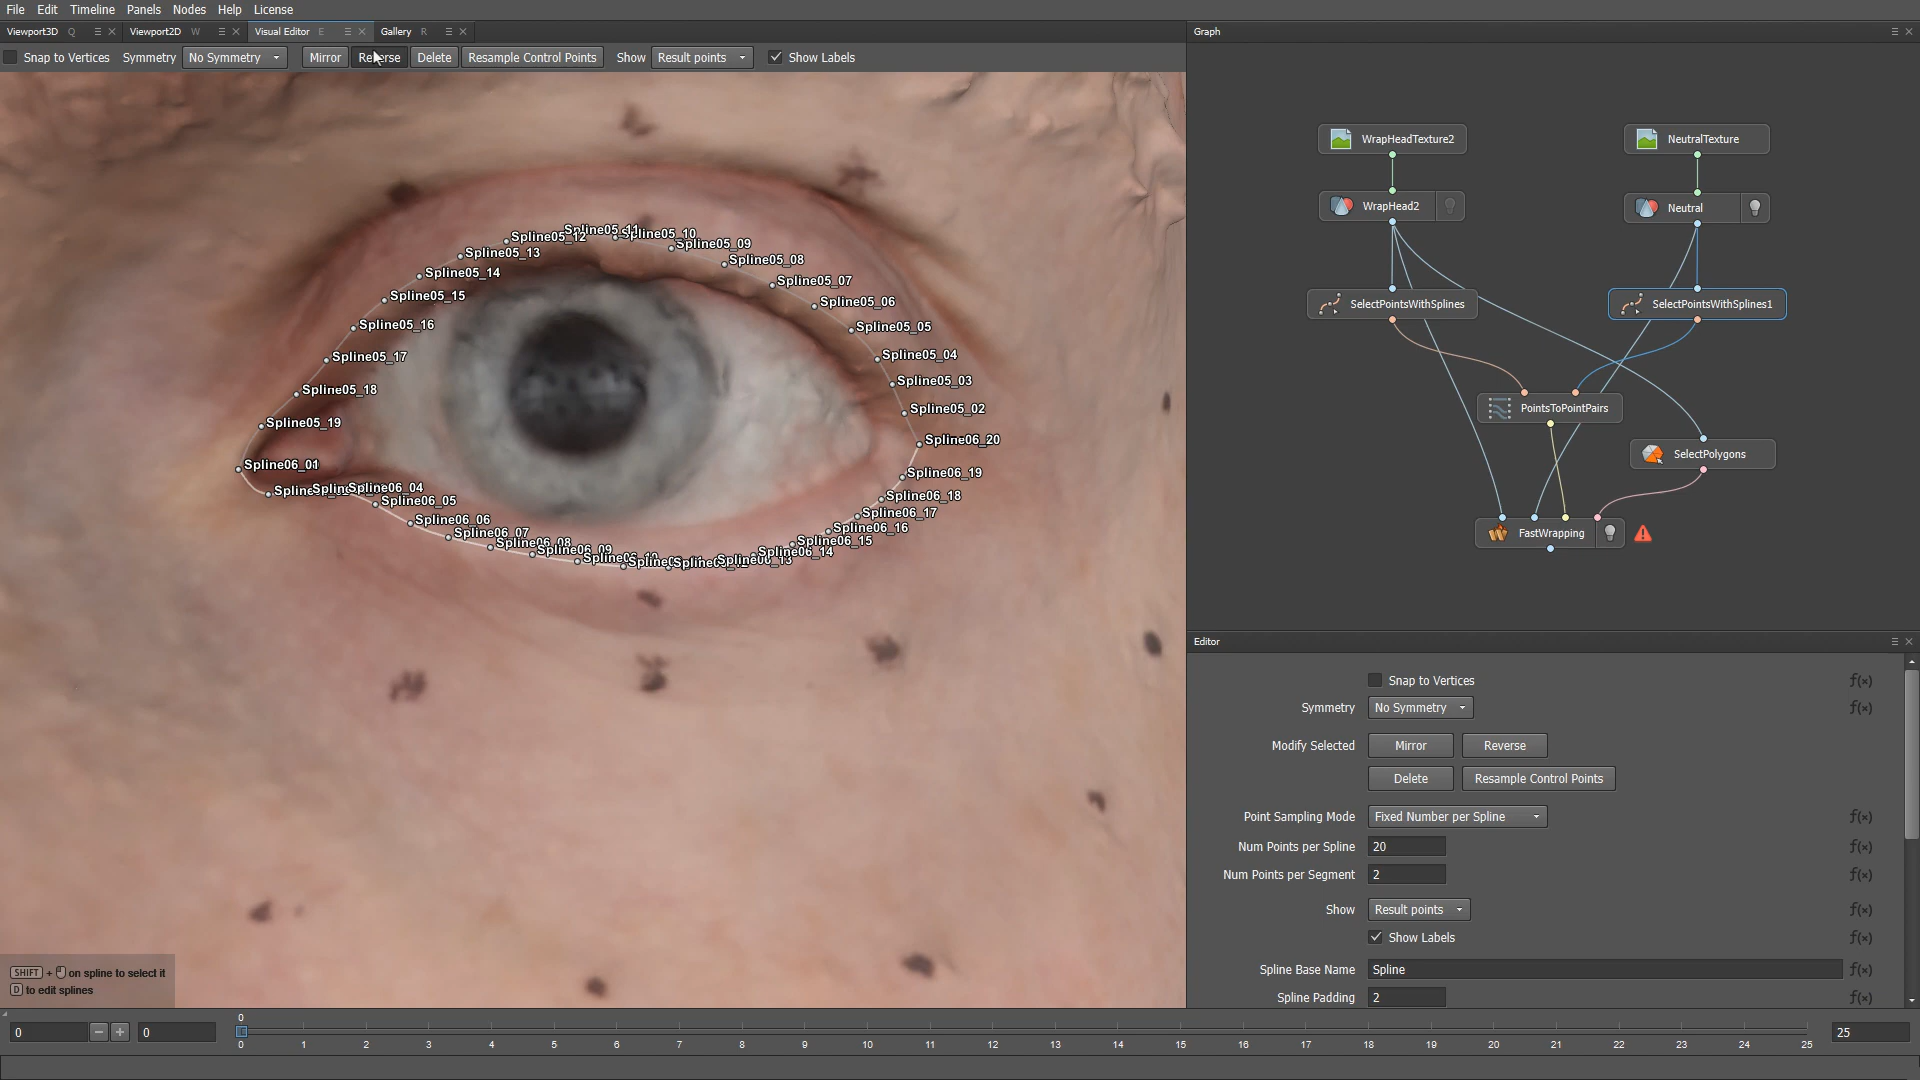 File Edit Timeline Panels Nodes Help License
Viewport3D Q Viewport2D W Visual Editor E Gallery R
Snap to Vertices Symmetry No Symmetry Mirror Reverse Delete Resample Control Points Show Result points Show Labels
Spline05_12
Spline05_11
Spline05_10
Spline05_09
Spline05_13
Spline05_08
Spline05_14
Spline05_07
Spline05_15
Spline05_06
Spline05_16
Spline05_05
Spline05_17
Spline05_04
Spline05_18
Spline05_03
Spline05_02
Spline05_19
Spline06_20
Spline06_01
Spline06_19
Spline06_04
Spline06_05
Spline06_18
Spline06_06
Spline06_17
Spline06_07
Spline06_16
Spline06_08
Spline06_15
Spline06_09
Spline06_14
Spline06_13
SHIFT + on spline to select it
D to edit splines
Graph
WrapHeadTexture2
NeutralTexture
WrapHead2
Neutral
SelectPointsWithSplines
SelectPointsWithSplines1
PointsToPointPairs
SelectPolygons
FastWrapping
Editor
Snap to Vertices f(x)
Symmetry No Symmetry f(x)
Modify Selected Mirror Reverse
Delete Resample Control Points
Point Sampling Mode Fixed Number per Spline f(x)
Num Points per Spline 20 f(x)
Num Points per Segment 2 f(x)
Show Result points f(x)
Show Labels f(x)
Spline Base Name Spline f(x)
Spline Padding 2 f(x)
0
0 0 25
0 1 2 3 4 5 6 7 8 9 10 11 12 13 14 15 16 17 18 19 20 21 22 23 24 25